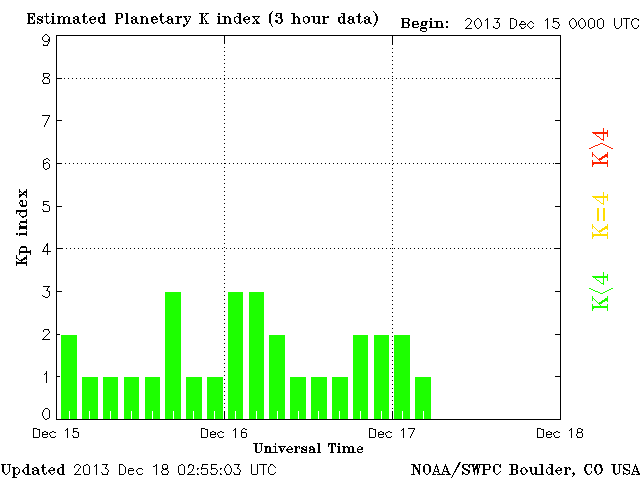 Estimated Planetary K index (3 hour data)
Begin: 2013 Dec 15 0000 UTC
9
8
7
6
5
4
3
2
1
0
Kp index
K>4
K=4
K<4
Dec 15
Dec 16
Dec 17
Dec 18
Universal Time
Updated 2013 Dec 18 02:55:03 UTC
NOAA/SWPC Boulder, CO USA